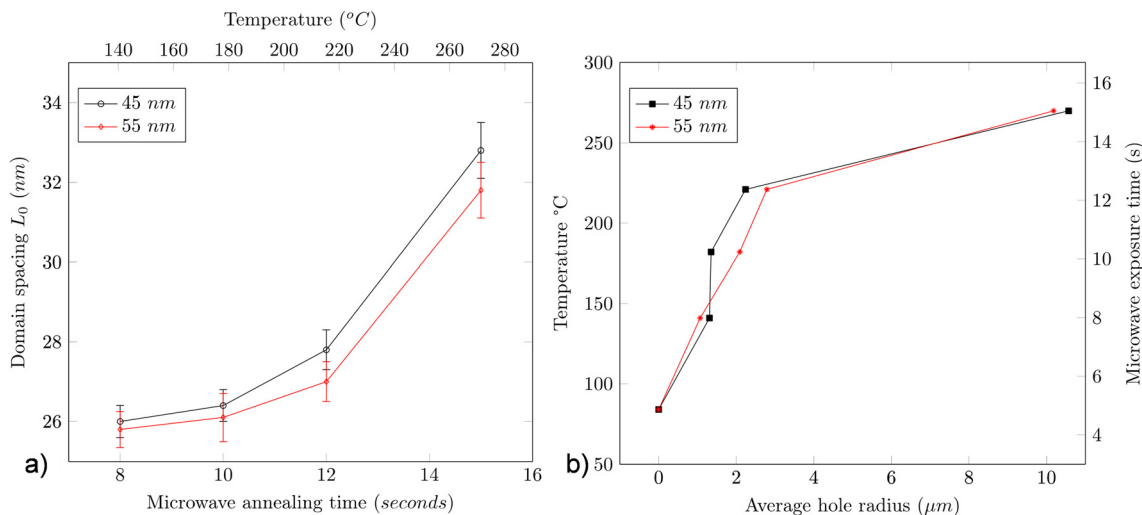 Temperature (°C)
140 160 180 200 220 240 260 280
45 nm
55 nm
34
32
30
28
26
Domain spacing L₀ (nm)
8 10 12 14 16
Microwave annealing time (seconds)
a)
300
250
200
150
100
50
Temperature °C
45 nm
55 nm
16
14
12
10
8
6
4
Microwave exposure time (s)
0 2 4 6 8 10
Average hole radius (μm)
b)